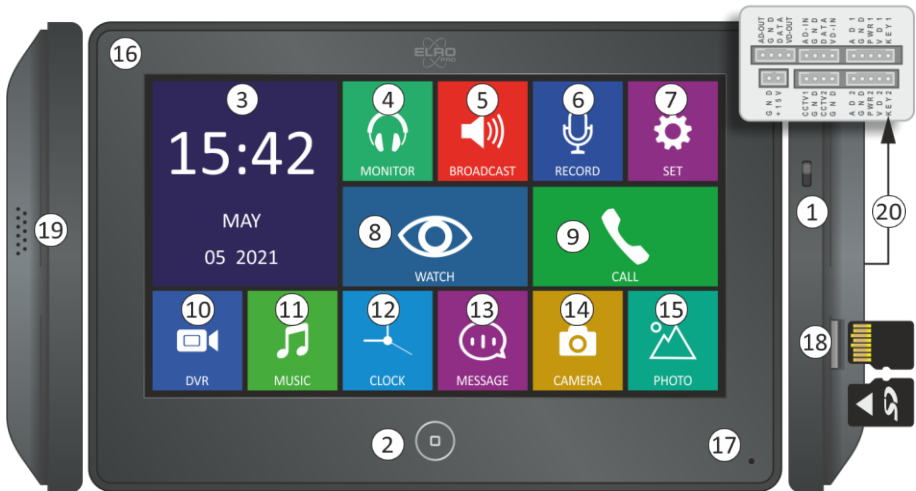 16
ELRO
PRO
AD-OUT
GND
DATA
VD-OUT
AD-IN
GND
DATA
VD-IN
AD1
GND
PWR1
VD1
KEY1
GND
+15V
CCTV1
GND
CCTV2
GND
AD2
GND
PWR2
VD2
KEY2
3
15:42
MAY
05 2021
4
MONITOR
5
BROADCAST
6
RECORD
7
SET
8
WATCH
9
CALL
10
DVR
11
MUSIC
12
CLOCK
13
MESSAGE
14
CAMERA
15
PHOTO
19
1
20
18
2
17